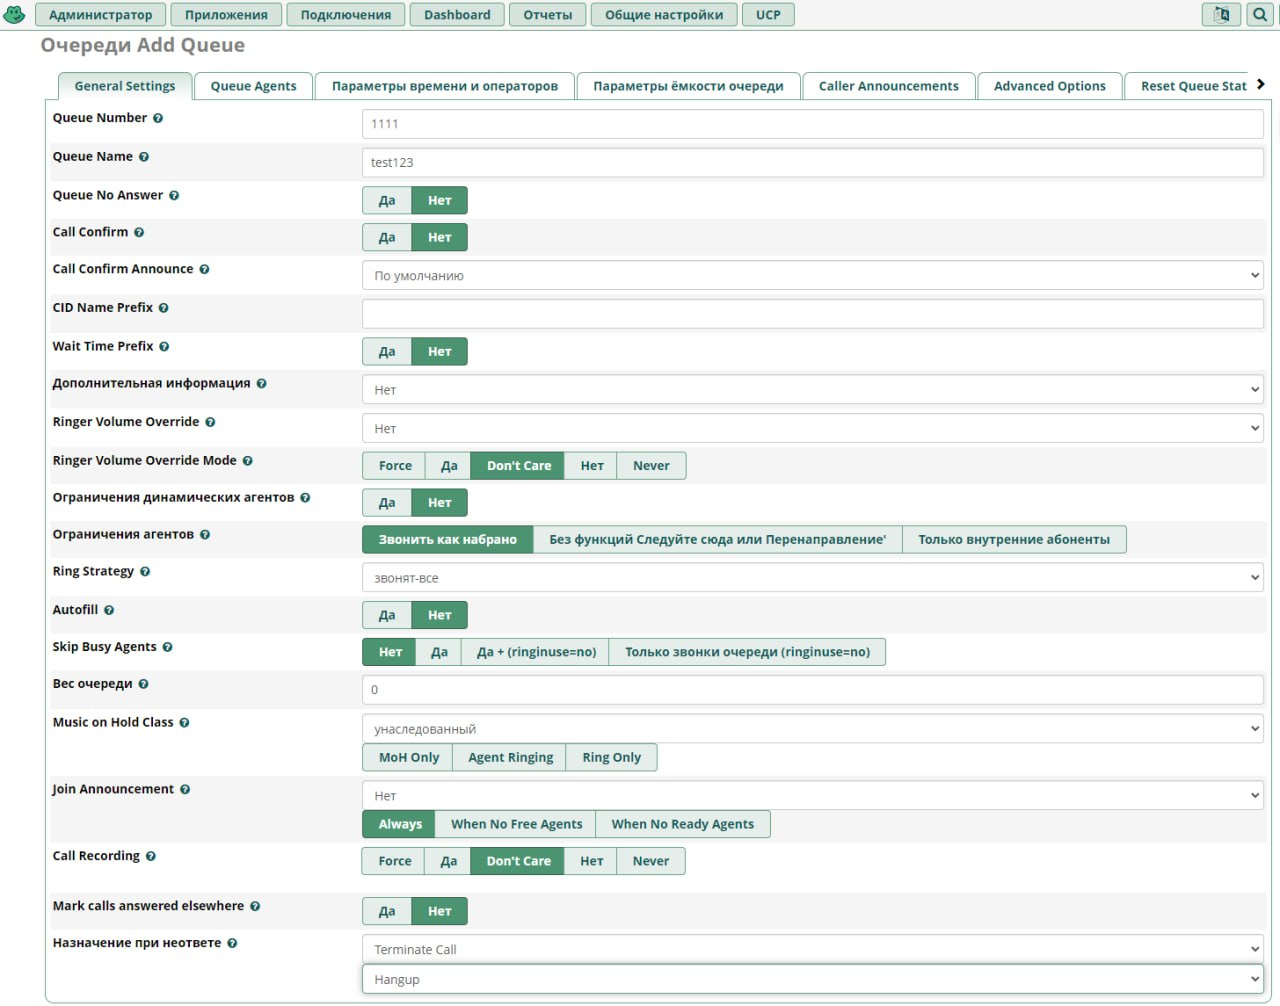 Администратор Приложения Подключения Dashboard Отчеты Общие настройки UCP
Очереди Add Queue
General Settings Queue Agents Параметры времени и операторов Параметры ёмкости очереди Caller Announcements Advanced Options Reset Queue Stat
Queue Number 1111
Queue Name test123
Queue No Answer Да Нет
Call Confirm Да Нет
Call Confirm Announce По умолчанию
CID Name Prefix
Wait Time Prefix Да Нет
Дополнительная информация Нет
Ringer Volume Override Нет
Ringer Volume Override Mode Force Да Don't Care Нет Never
Ограничения динамических агентов Да Нет
Ограничения агентов Звонить как набрано Без функций Следуйте сюда или Перенаправление' Только внутренние абоненты
Ring Strategy звонят-все
Autofill Да Нет
Skip Busy Agents Нет Да Да + (ringinuse=no) Только звонки очереди (ringinuse=no)
Вес очереди 0
Music on Hold Class унаследованный
MoH Only Agent Ringing Ring Only
Join Announcement Нет
Always When No Free Agents When No Ready Agents
Call Recording Force Да Don't Care Нет Never
Mark calls answered elsewhere Да Нет
Назначение при неответе Terminate Call
Hangup